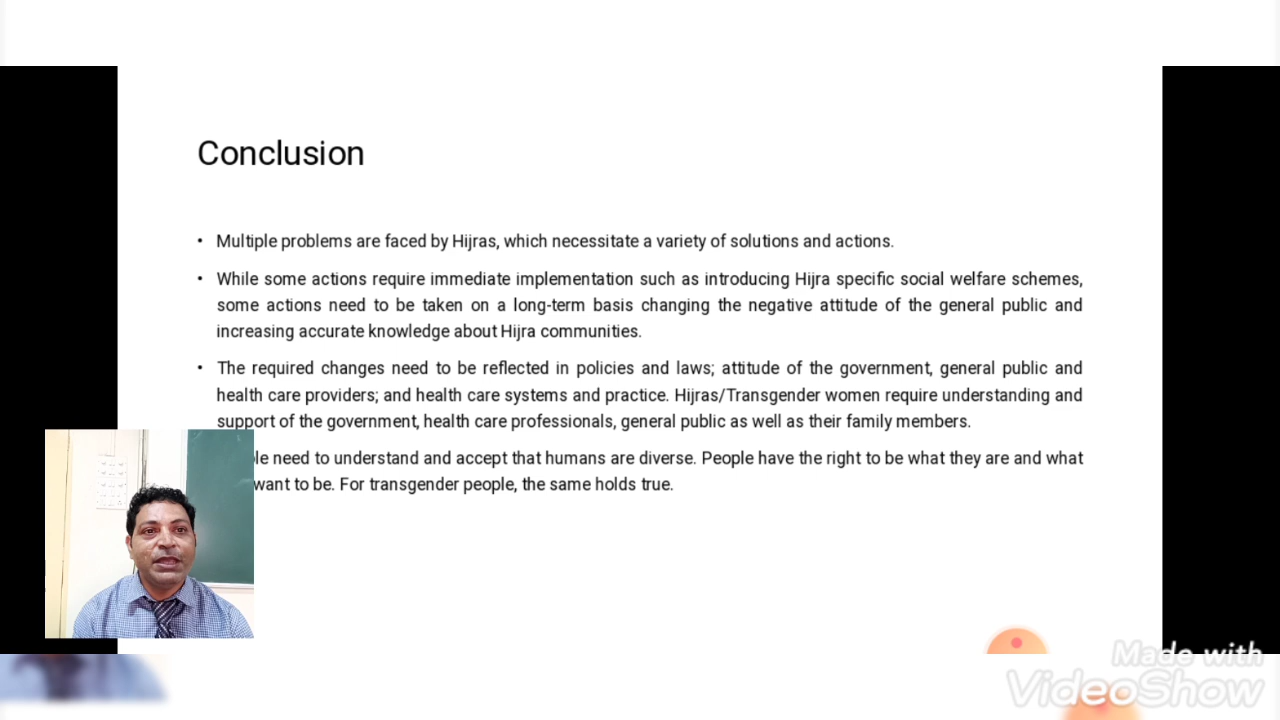 Conclusion
• Multiple problems are faced by Hijras, which necessitate a variety of solutions and actions.
• While some actions require immediate implementation such as introducing Hijra specific social welfare schemes,
some actions need to be taken on a long-term basis changing the negative attitude of the general public and
increasing accurate knowledge about Hijra communities.
• The required changes need to be reflected in policies and laws; attitude of the government, general public and
health care providers; and health care systems and practice. Hijras/Transgender women require understanding and
support of the government, health care professionals, general public as well as their family members.
need to understand and accept that humans are diverse. People have the right to be what they are and what
want to be. For transgender people, the same holds true.
Made with
VideoShow